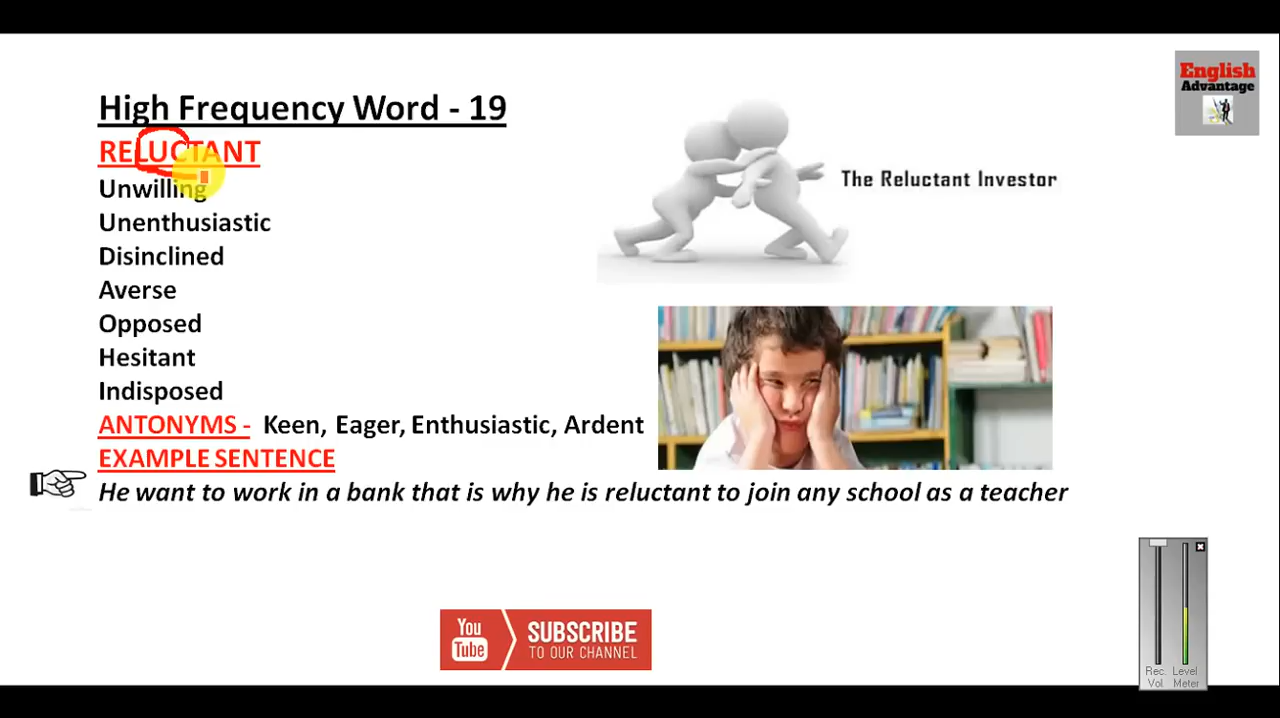 English
Advantage
High Frequency Word - 19
RELUCTANT
Unwilling
The Reluctant Investor
Unenthusiastic
Disinclined
Averse
Opposed
Hesitant
Indisposed
ANTONYMS - Keen, Eager, Enthusiastic, Ardent
EXAMPLE SENTENCE
He want to work in a bank that is why he is reluctant to join any school as a teacher
You
Tube
SUBSCRIBE
TO OUR CHANNEL
Rec. Level
Vol Meter